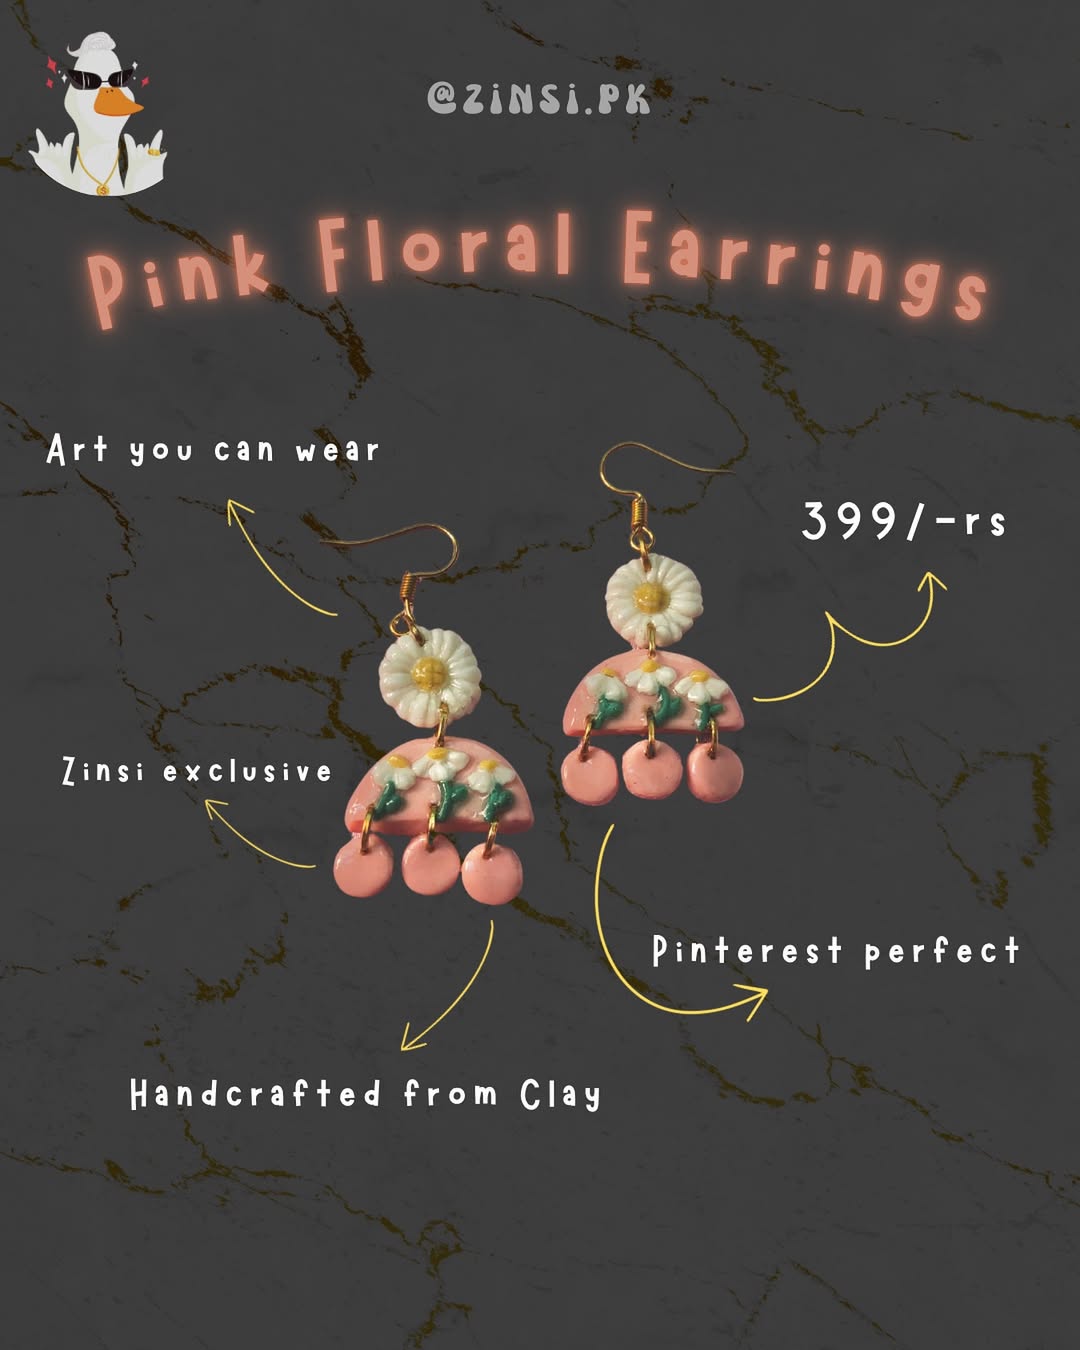 @ZiNSi.PK
Pink Floral Earrings
Art you can wear
399/-rs
Zinsi exclusive
Pinterest perfect
Handcrafted from Clay